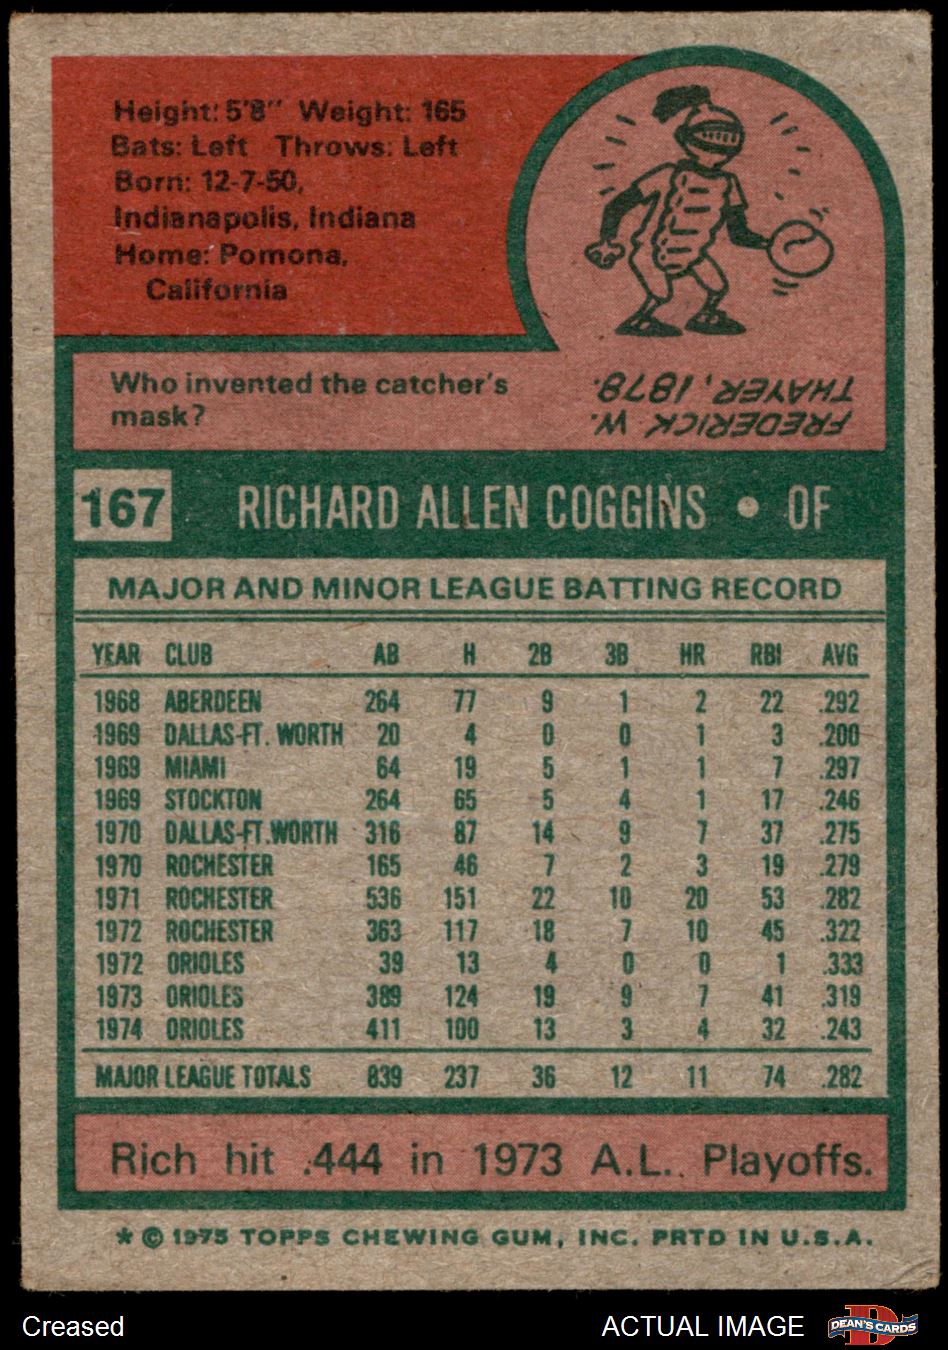 Height: 5'8" Weight: 165
Bats: Left Throws: Left
Born: 12-7-50,
Indianapolis, Indiana
Home: Pomona,
California
Who invented the catcher's
mask?
FREDERICK W.
THAYER, 1878.
167 RICHARD ALLEN COGGINS • OF
MAJOR AND MINOR LEAGUE BATTING RECORD
YEAR CLUB AB H 2B 3B HR RBI AVG
1968 ABERDEEN 264 77 9 1 2 22 .292
1969 DALLAS-FT. WORTH 20 4 0 0 1 3 .200
1969 MIAMI 64 19 5 1 1 7 .297
1969 STOCKTON 264 65 5 4 1 17 .246
1970 DALLAS-FT.WORTH 316 87 14 9 7 37 .275
1970 ROCHESTER 165 46 7 2 3 19 .279
1971 ROCHESTER 536 151 22 10 20 53 .282
1972 ROCHESTER 363 117 18 7 10 45 .322
1972 ORIOLES 39 13 4 0 0 1 .333
1973 ORIOLES 389 124 19 9 7 41 .319
1974 ORIOLES 411 100 13 3 4 32 .243
MAJOR LEAGUE TOTALS 839 237 36 12 11 74 .282
Rich hit .444 in 1973 A.L. Playoffs.
* © 1975 TOPPS CHEWING GUM, INC. PRTD IN U.S.A.
Creased ACTUAL IMAGE DEAN'S CARDS